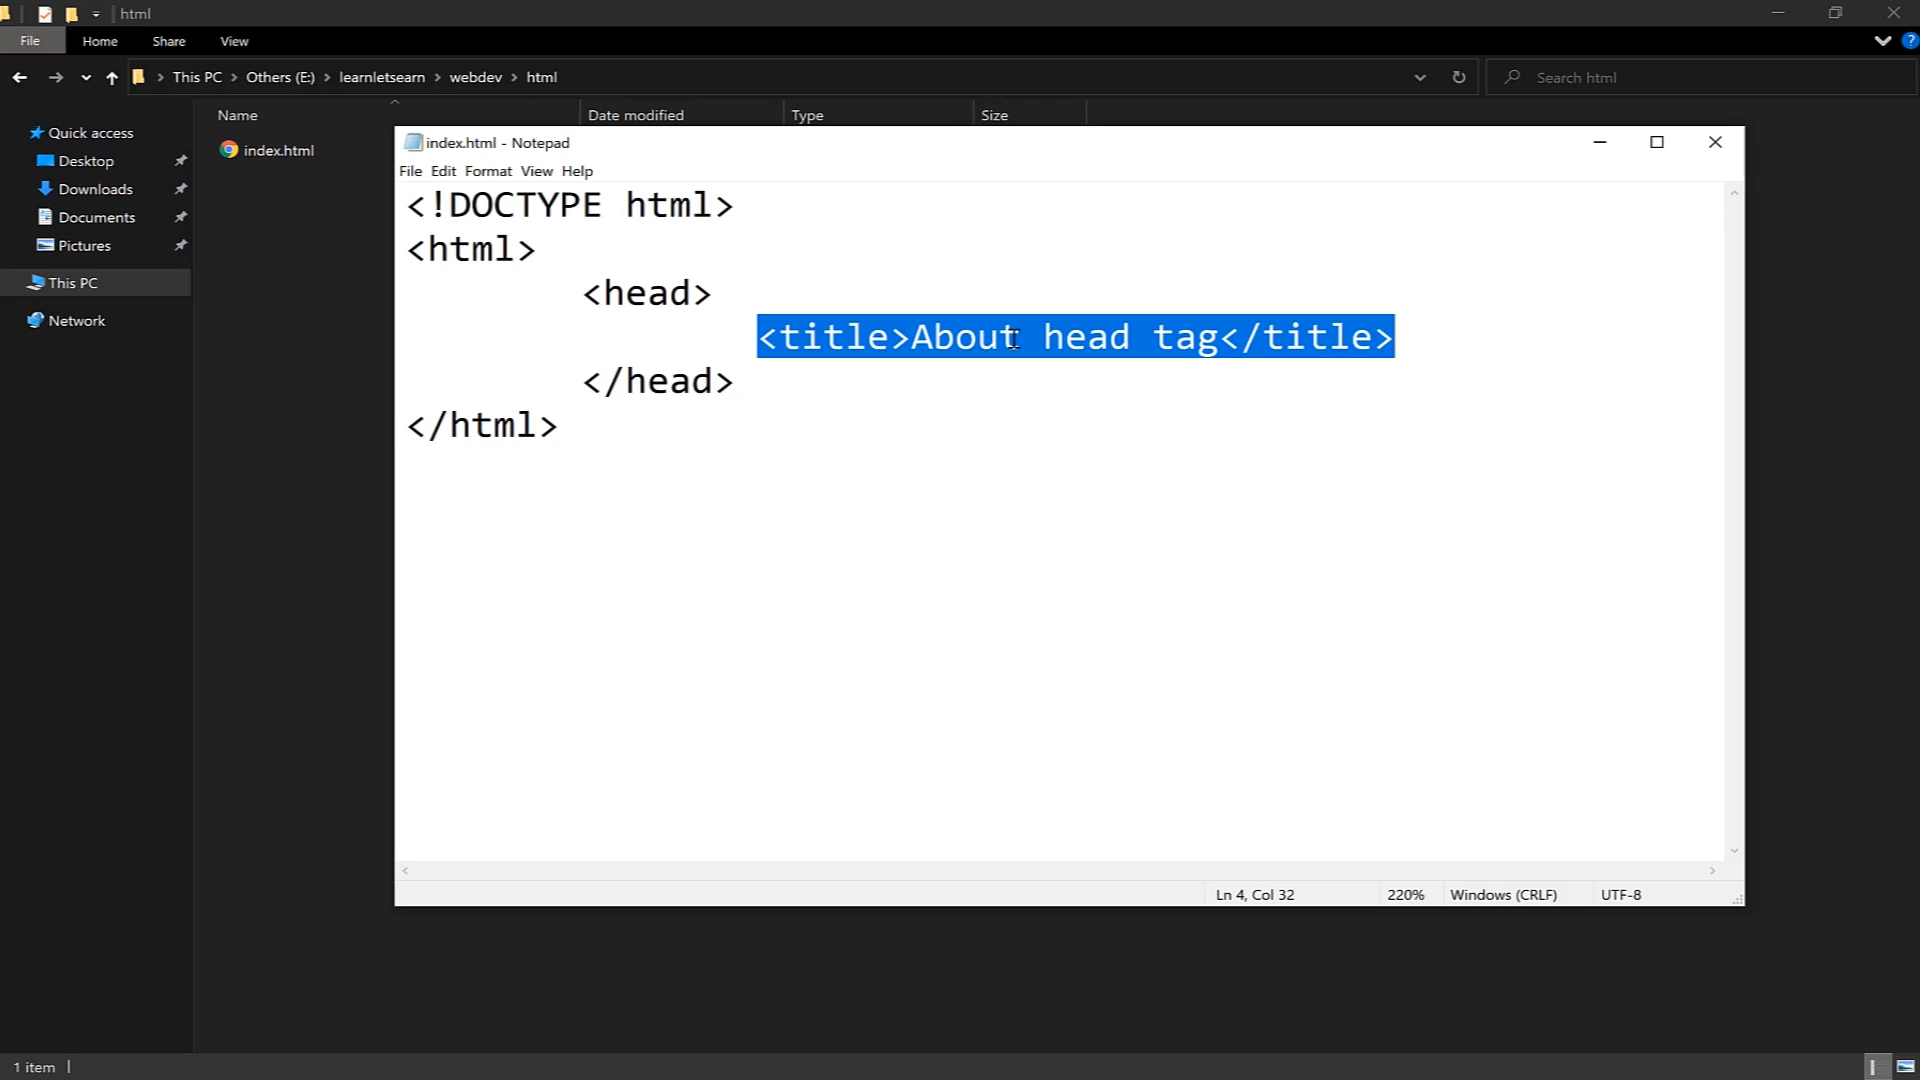 html
File Home Share View
This PC Others (E:) learnletsearn webdev html
Search html
Name Date modified Type Size
Quick access
Desktop
Downloads
Documents
Pictures
This PC
Network
index.html
index.html - Notepad
File Edit Format View Help
<!DOCTYPE html>
<html>
<head>
<title>About head tag</title>
</head>
</html>
Ln 4, Col 32 220% Windows (CRLF) UTF-8
1 item